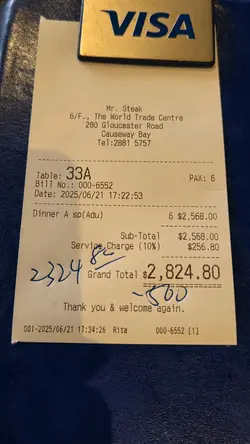 VISA
Mr. Steak
6/F., The World Trade Centre
280 Gloucester Road
Causeway Bay
Tel:2881 5757
Table: 33A PAX: 6
Bill No.: 000-6552
Date: 2025/06/21 17:22:53
Dinner A sp(Adu) 6 $2,568.00
Sub-Total $2,568.00
Service Charge (10%) $256.80
2324 80
Grand Total $2,824.80
-500
Thank you & welcome again.
001-2025/06/21 17:34:26 Rita 000-6552 [1]